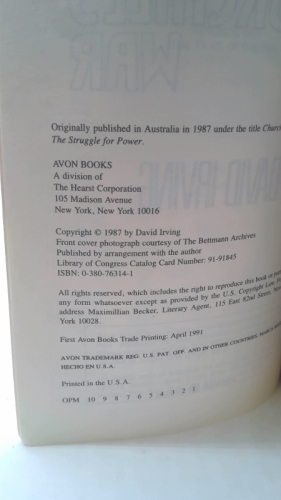 CHURCHILL'S
WAR
DAVID IRVING
Originally published in Australia in 1987 under the title
The Struggle for Power.
AVON BOOKS
A division of
The Hearst Corporation
105 Madison Avenue
New York, New York 10016
Copyright © 1987 by David Irving
Front cover photograph courtesy of The Bettmann Archives
Published by arrangement with the author
Library of Congress Catalog Card Number: 91-91845
ISBN: 0-380-76314-1
All rights reserved, which includes the right to reproduce this book or
any form whatsoever except as provided by the U.S. Copyright Law.
address Maximillian Becker, Literary Agent, 115 East 82nd Street,
York 10028.
First Avon Books Trade Printing: April 1991
AVON TRADEMARK REG. U.S. PAT. OFF. AND IN OTHER COUNTRIES,
HECHO EN U.S.A.
Printed in the U.S.A.
OPM 10 9 8 7 6 5 4 3 2 1